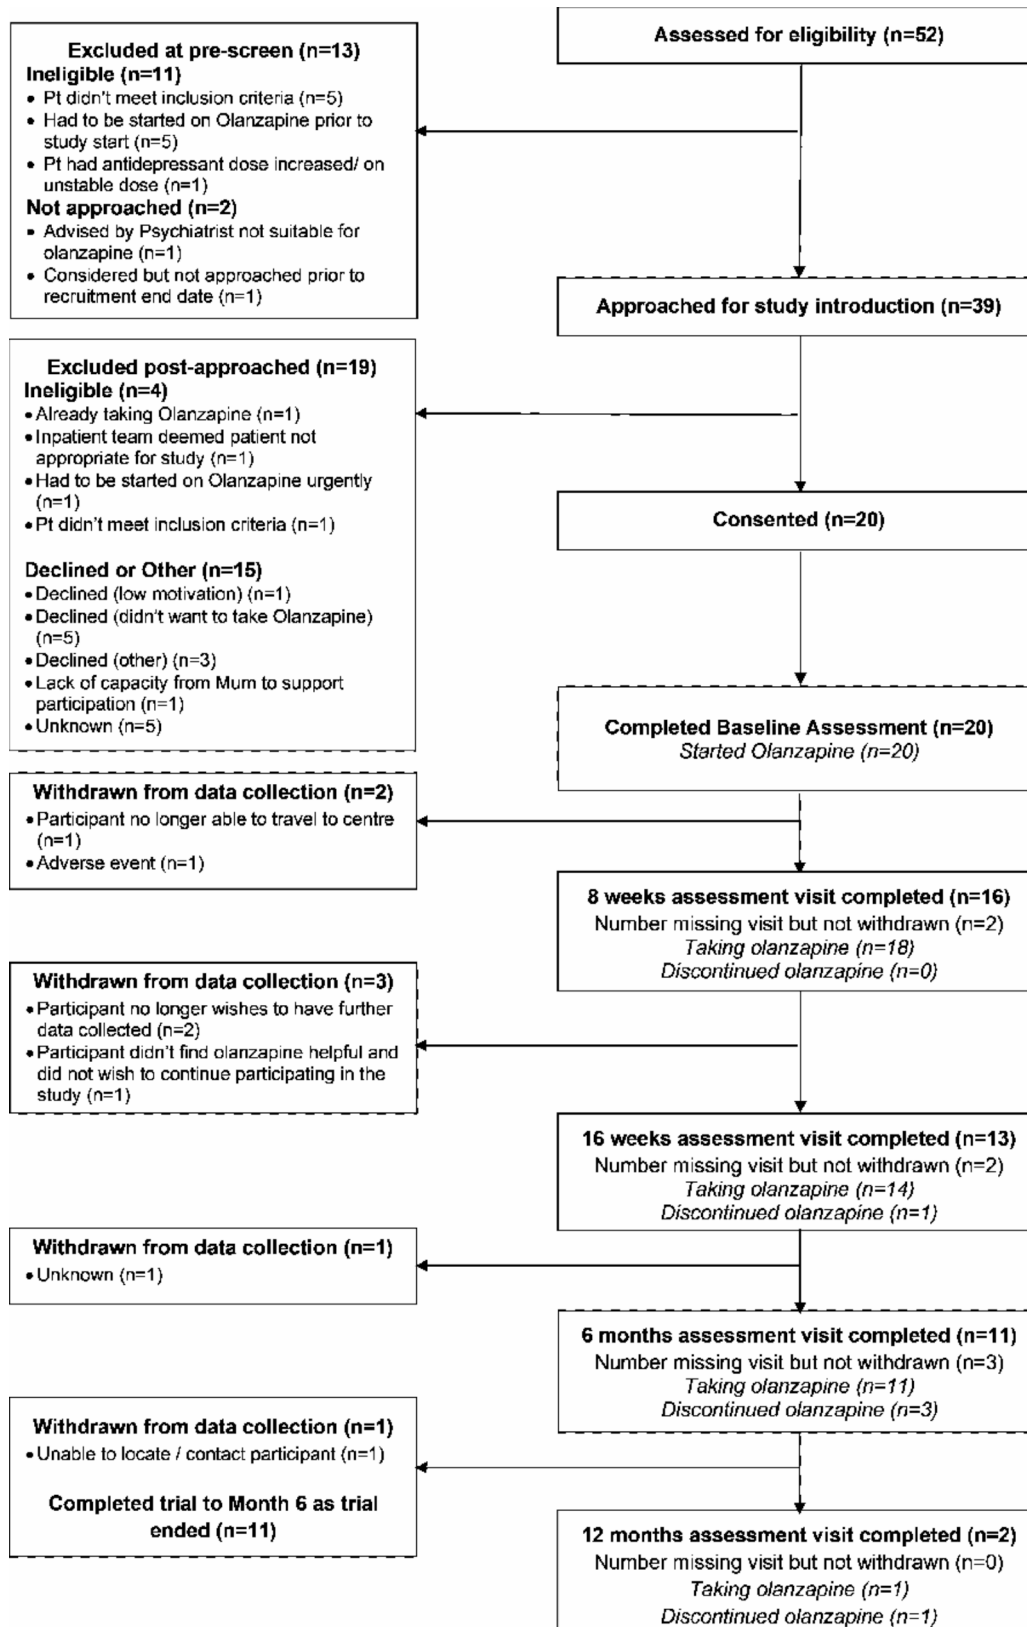 Assessed for eligibility (n=52)
Excluded at pre-screen (n=13)
Ineligible (n=11)
• Pt didn't meet inclusion criteria (n=5)
• Had to be started on Olanzapine prior to
study start (n=5)
• Pt had antidepressant dose increased/ on
unstable dose (n=1)
Not approached (n=2)
• Advised by Psychiatrist not suitable for
olanzapine (n=1)
• Considered but not approached prior to
recruitment end date (n=1)
Approached for study introduction (n=39)
Excluded post-approached (n=19)
Ineligible (n=4)
• Already taking Olanzapine (n=1)
• Inpatient team deemed patient not
appropriate for study (n=1)
• Had to be started on Olanzapine urgently
(n=1)
• Pt didn't meet inclusion criteria (n=1)
Declined or Other (n=15)
• Declined (low motivation) (n=1)
• Declined (didn't want to take Olanzapine)
(n=5)
• Declined (other) (n=3)
• Lack of capacity from Mum to support
participation (n=1)
• Unknown (n=5)
Consented (n=20)
Completed Baseline Assessment (n=20)
Started Olanzapine (n=20)
Withdrawn from data collection (n=2)
• Participant no longer able to travel to centre
(n=1)
• Adverse event (n=1)
8 weeks assessment visit completed (n=16)
Number missing visit but not withdrawn (n=2)
Taking olanzapine (n=18)
Discontinued olanzapine (n=0)
Withdrawn from data collection (n=3)
• Participant no longer wishes to have further
data collected (n=2)
• Participant didn't find olanzapine helpful and
did not wish to continue participating in the
study (n=1)
16 weeks assessment visit completed (n=13)
Number missing visit but not withdrawn (n=2)
Taking olanzapine (n=14)
Discontinued olanzapine (n=1)
Withdrawn from data collection (n=1)
• Unknown (n=1)
6 months assessment visit completed (n=11)
Number missing visit but not withdrawn (n=3)
Taking olanzapine (n=11)
Discontinued olanzapine (n=3)
Withdrawn from data collection (n=1)
• Unable to locate / contact participant (n=1)
Completed trial to Month 6 as trial
ended (n=11)
12 months assessment visit completed (n=2)
Number missing visit but not withdrawn (n=0)
Taking olanzapine (n=1)
Discontinued olanzapine (n=1)